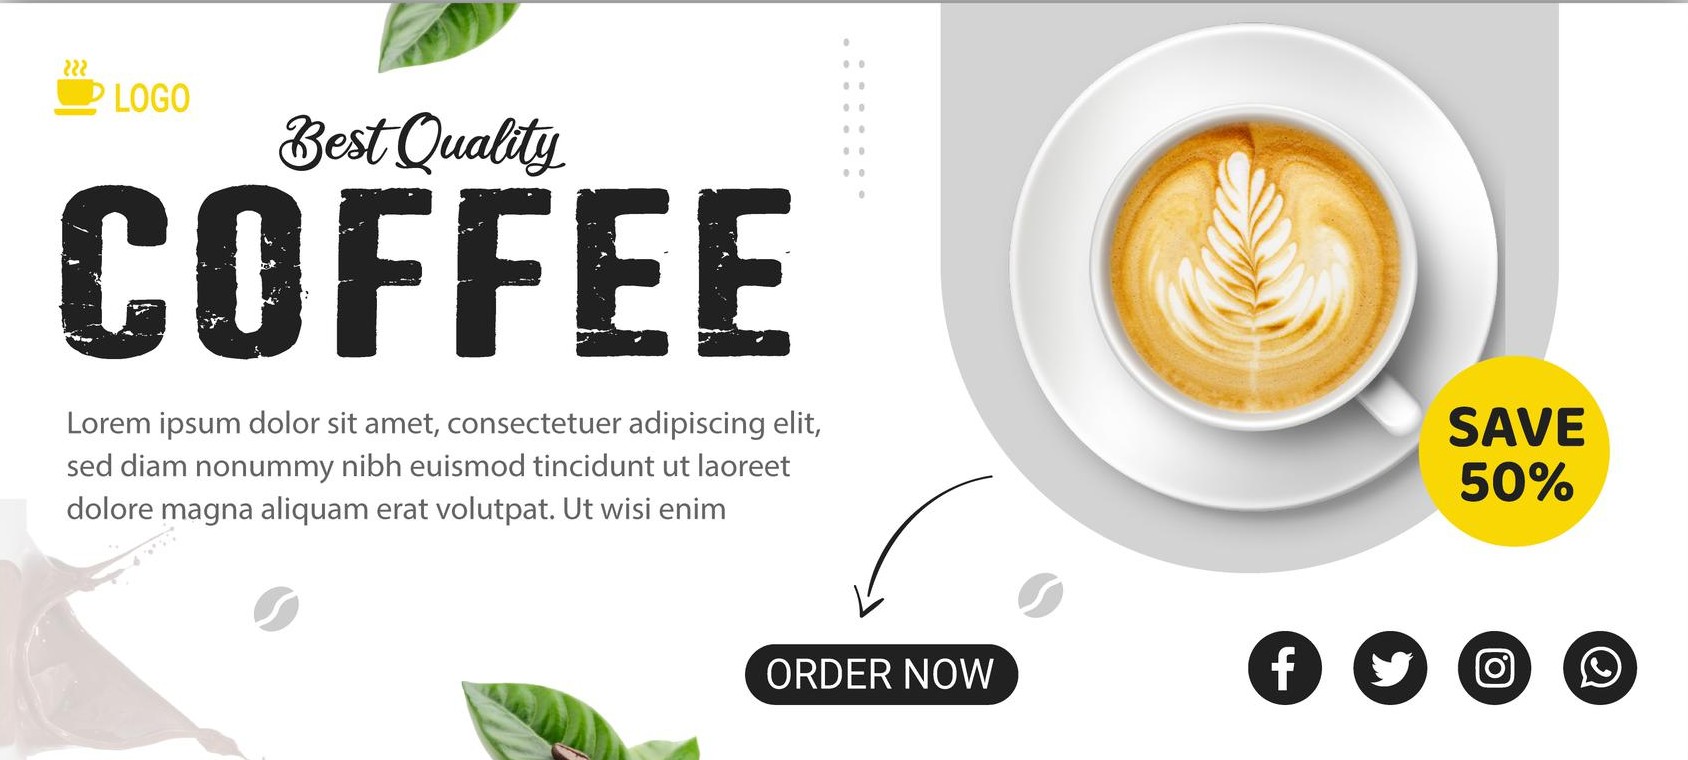 LOGO
Best Quality
COFFEE
Lorem ipsum dolor sit amet, consectetuer adipiscing elit,
sed diam nonummy nibh euismod tincidunt ut laoreet
dolore magna aliquam erat volutpat. Ut wisi enim
SAVE
50%
ORDER NOW